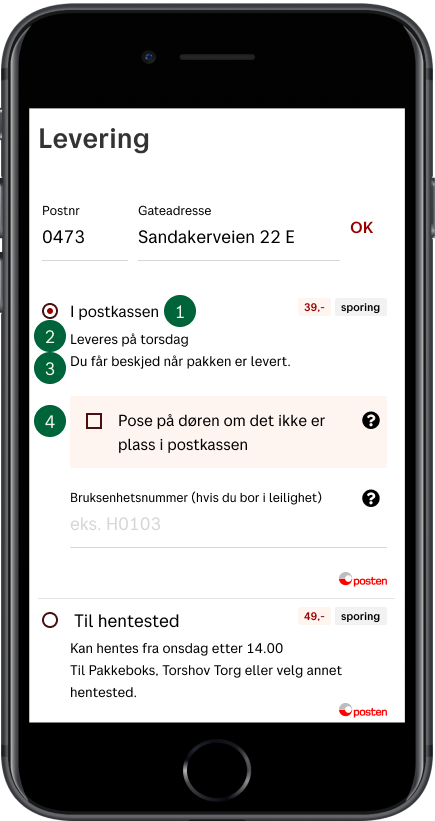 Levering
Postnr Gateadresse
0473 Sandakerveien 22 E OK
I postkassen 1 39,- sporing
2 Leveres på torsdag
3 Du får beskjed når pakken er levert.
4 Pose på døren om det ikke er ?
plass i postkassen
Bruksenhetsnummer (hvis du bor i leilighet) ?
eks. H0103
posten
Til hentested 49,- sporing
Kan hentes fra onsdag etter 14.00
Til Pakkeboks, Torshov Torg eller velg annet
hentested.
posten